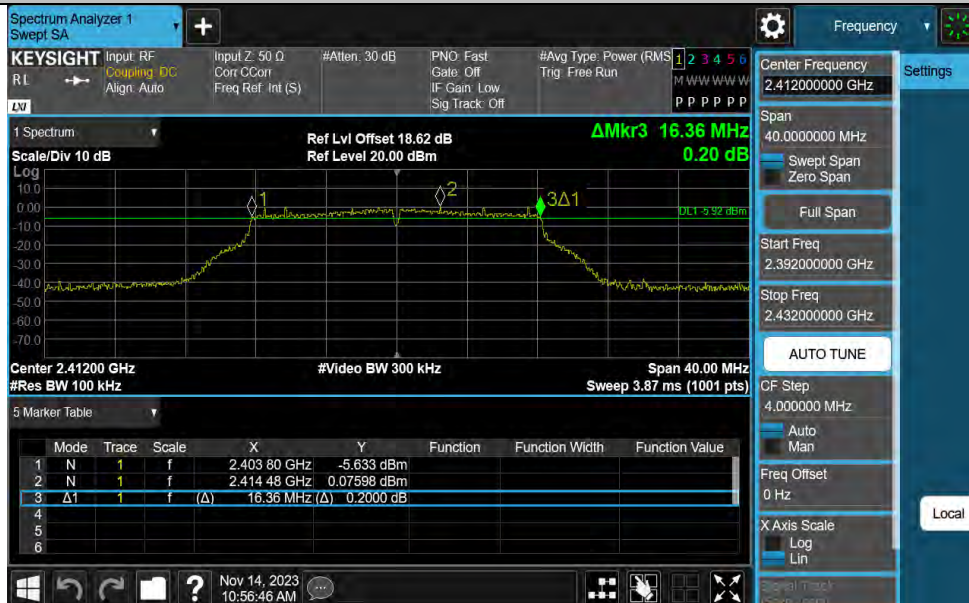 Spectrum Analyzer 1
Swept SA
+
Frequency
KEYSIGHT
RL
LXI
Input: RF
Coupling: DC
Align: Auto
Input Z: 50 Ω
Corr CCorr
Freq Ref: Int (S)
#Atten: 30 dB
PNO: Fast
Gate: Off
IF Gain: Low
Sig Track: Off
#Avg Type: Power (RMS
Trig: Free Run
1 2 3 4 5 6
M W W W W W
P P P P P P
1 Spectrum
Scale/Div 10 dB
Ref Lvl Offset 18.62 dB
Ref Level 20.00 dBm
ΔMkr3 16.36 MHz
0.20 dB
Log
10.0
0.00
-10.0
-20.0
-30.0
-40.0
-50.0
-60.0
-70.0
1
2
3Δ1
DL1 -5.92 dBm
Center 2.41200 GHz
#Res BW 100 kHz
#Video BW 300 kHz
Span 40.00 MHz
Sweep 3.87 ms (1001 pts)
5 Marker Table
Mode Trace Scale X Y Function Function Width Function Value
1 N 1 f 2.403 80 GHz -5.633 dBm
2 N 1 f 2.414 48 GHz 0.07598 dBm
3 Δ1 1 f (Δ) 16.36 MHz (Δ) 0.2000 dB
4
5
6
?
Nov 14, 2023
10:56:46 AM
Center Frequency
2.412000000 GHz
Span
40.0000000 MHz
Swept Span
Zero Span
Full Span
Start Freq
2.392000000 GHz
Stop Freq
2.432000000 GHz
AUTO TUNE
CF Step
4.000000 MHz
Auto
Man
Freq Offset
0 Hz
X Axis Scale
Log
Lin
Signal Track
Settings
Local